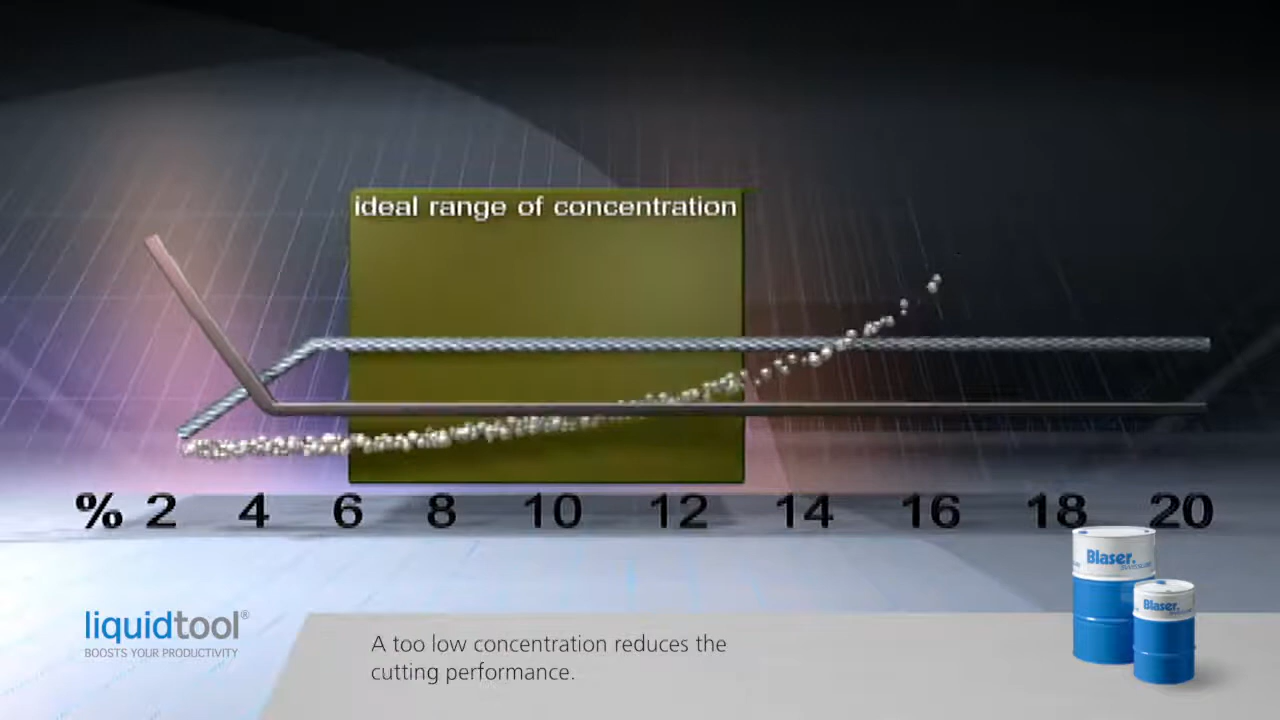 ideal range of concentration
% 2 4 6 8 10 12 14 16 18 20
Blaser.
Blaser.
liquidtool®
BOOSTS YOUR PRODUCTIVITY
A too low concentration reduces the
cutting performance.